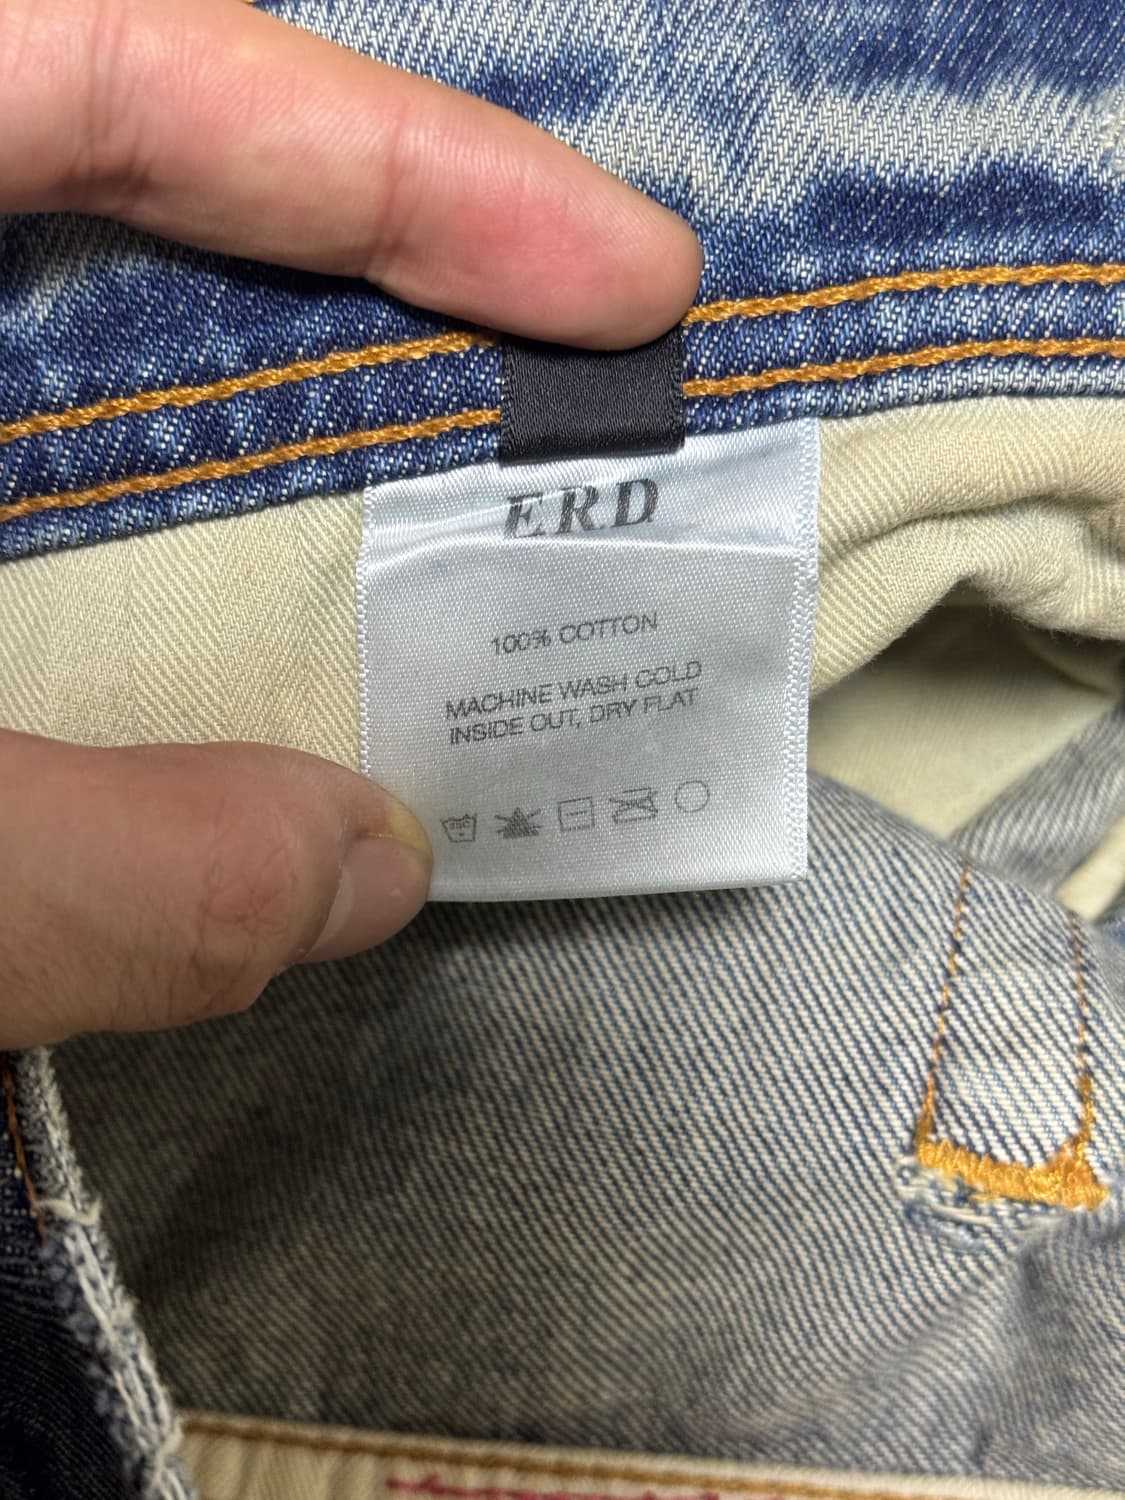 ERD
100% COTTON
MACHINE WASH COLD
INSIDE OUT, DRY FLAT